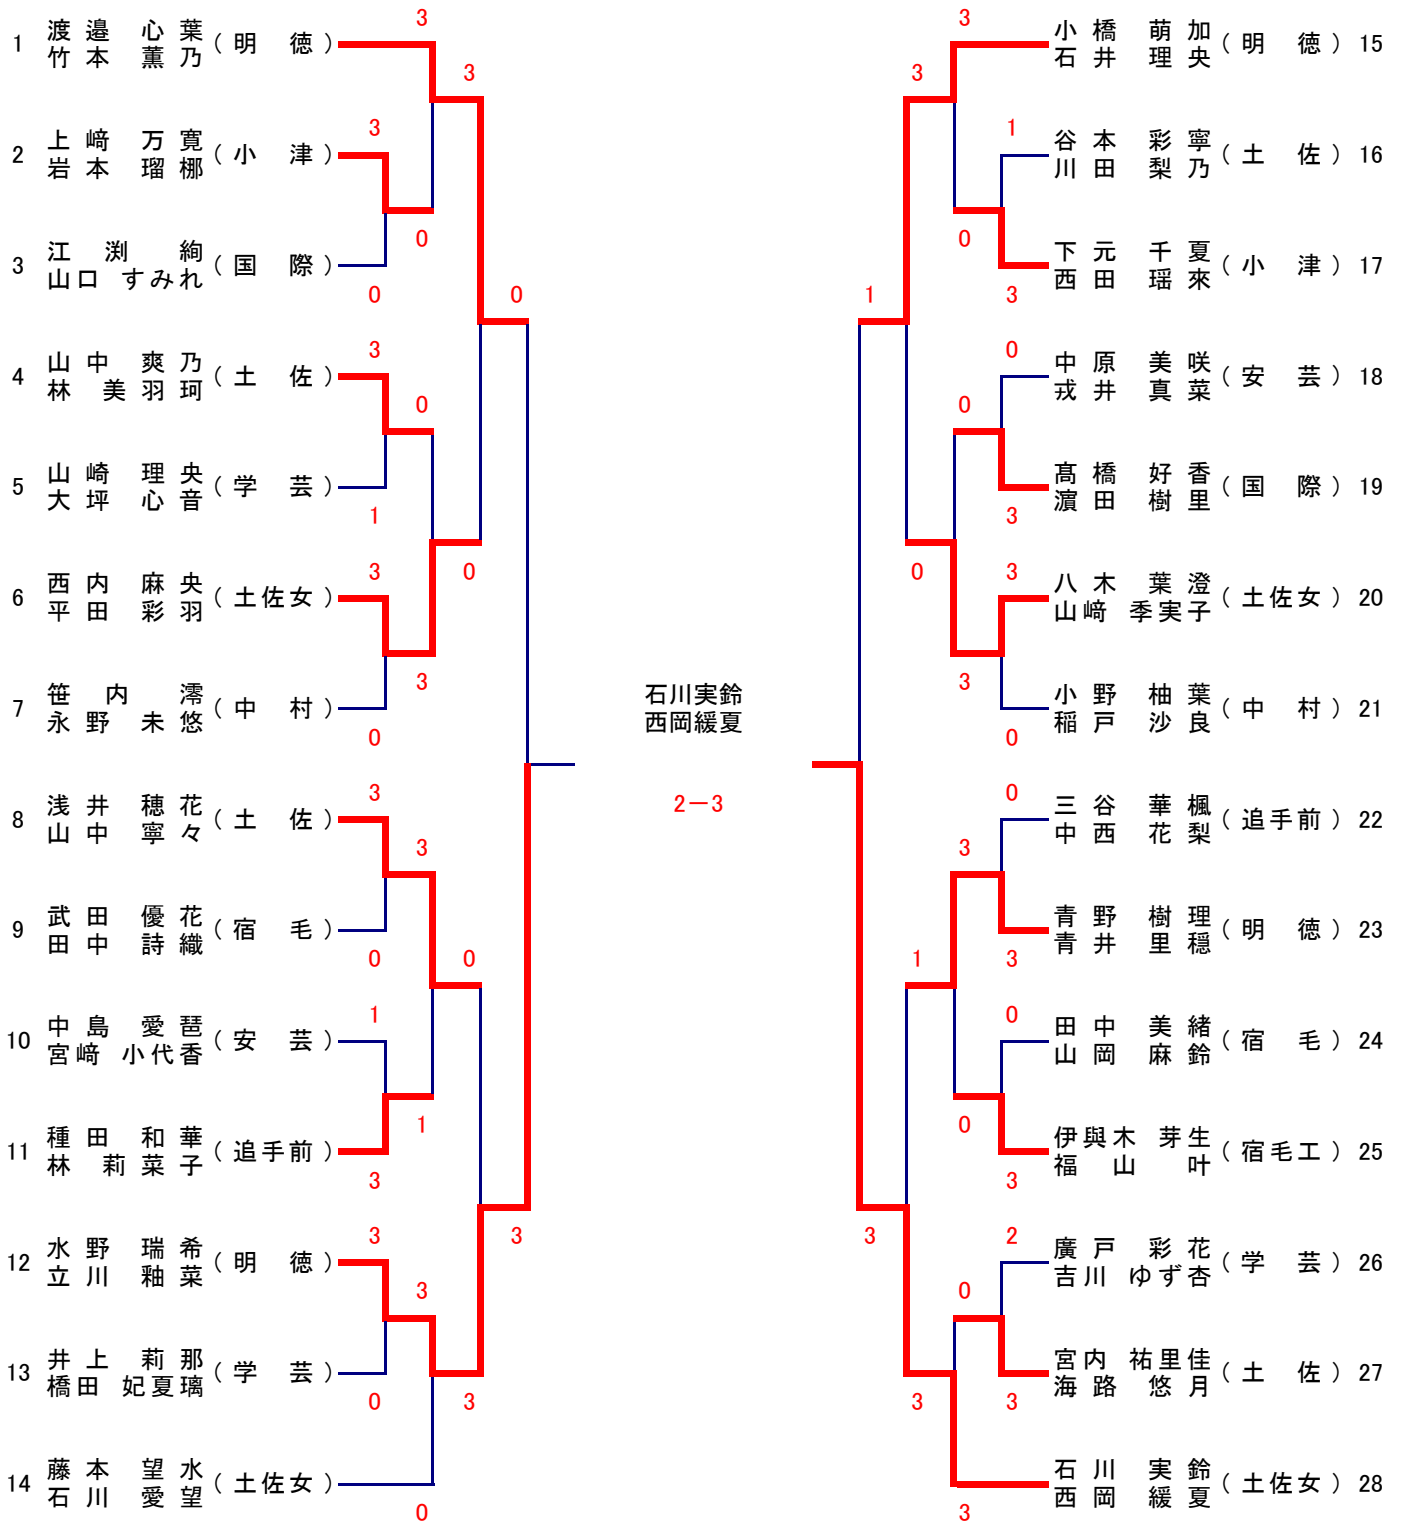 1 渡邉 心葉 竹本 薫乃 (明徳)
2 上﨑 万寛 岩本 瑠梛 (小津)
3 江渕 絢 山口 すみれ (国際)
4 山中 爽乃 林 美羽珂 (土佐)
5 山崎 理央 大坪 心音 (学芸)
6 西内 麻央 平田 彩羽 (土佐女)
7 笹内 澪 永野 未悠 (中村)
8 浅井 穂花 山中 寧々 (土佐)
9 武田 優花 田中 詩織 (宿毛)
10 中島 愛琶 宮﨑 小代香 (安芸)
11 種田 和華 林 莉菜子 (追手前)
12 水野 瑞希 立川 釉菜 (明徳)
13 井上 莉那 橋田 妃夏璃 (学芸)
14 藤本 望水 石川 愛望 (土佐女)
3
3
3
0
0
0
3
0
1
0
3
3
0
3
3
0
0
1
1
3
3
3
3
0
3
0
石川実鈴
西岡緩夏
2－3
小橋 萌加 石井 理央 (明徳) 15
谷本 彩寧 川田 梨乃 (土佐) 16
下元 千夏 西田 瑶來 (小津) 17
中原 美咲 戎井 真菜 (安芸) 18
髙橋 好香 濵田 樹里 (国際) 19
八木 葉澄 山﨑 季実子 (土佐女) 20
小野 柚葉 稲戸 沙良 (中村) 21
三谷 華楓 中西 花梨 (追手前) 22
青野 樹理 青井 里穏 (明徳) 23
田中 美緒 山岡 麻鈴 (宿毛) 24
伊與木 芽生 福山 叶 (宿毛工) 25
廣戸 彩花 吉川 ゆず杏 (学芸) 26
宮内 祐里佳 海路 悠月 (土佐) 27
石川 実鈴 西岡 緩夏 (土佐女) 28
3
3
1
0
1
3
0
0
3
0
3
3
0
0
3
1
3
0
0
3
3
2
0
3
3
3